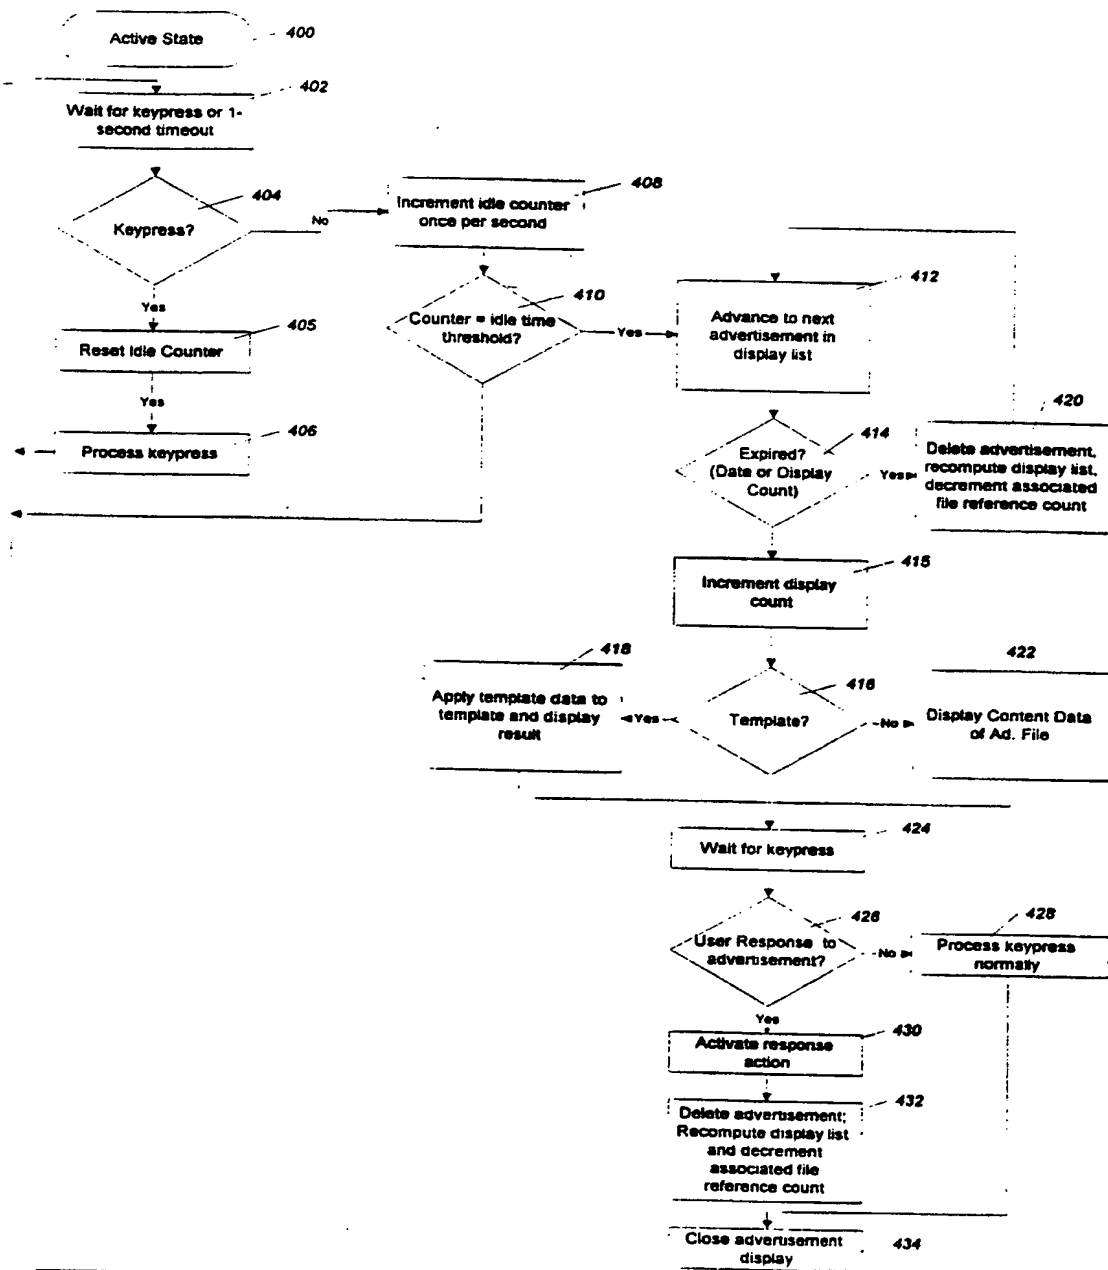 Active State
400
402
Wait for keypress or 1-
second timeout
404
Keypress?
No
408
Increment idle counter
once per second
410
Counter = idle time
threshold?
Yes
412
Advance to next
advertisement in
display list
Yes
405
Reset Idle Counter
Yes
406
Process keypress
414
Expired?
(Date or Display
Count)
Yes
420
Delete advertisement,
recompute display list,
decrement associated
file reference count
415
Increment display
count
418
Apply template data to
template and display
result
Yes
416
Template?
No
422
Display Content Data
of Ad. File
424
Wait for keypress
426
User Response to
advertisement?
No
428
Process keypress
normally
Yes
430
Activate response
action
432
Delete advertisement;
Recompute display list
and decrement
associated file
reference count
Close advertisement
display
434